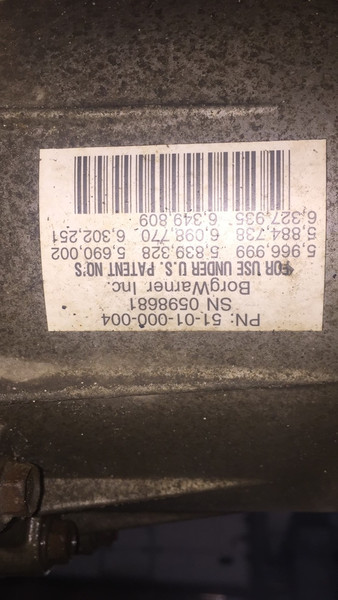 PN: 51-01-000-004
SN 0598681
BorgWarner Inc.
FOR USE UNDER U.S. PATENT NO'S
5,966,999 5,839,328 5,690,002
5,884,738 6,098,770 6,302,251
6,327,935 6,349,809